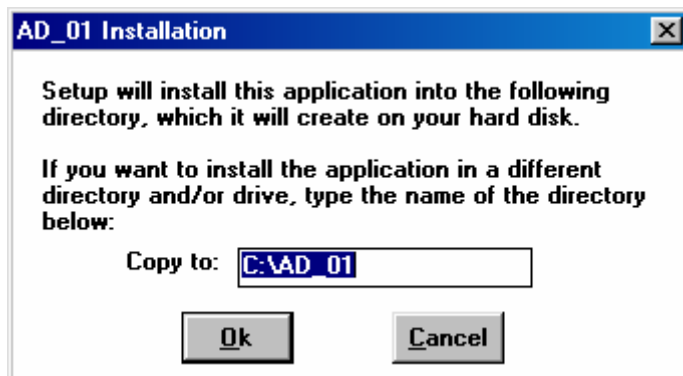 AD_01 Installation
Setup will install this application into the following
directory, which it will create on your hard disk.
If you want to install the application in a different
directory and/or drive, type the name of the directory
below:
Copy to: C:\AD_01
Ok Cancel